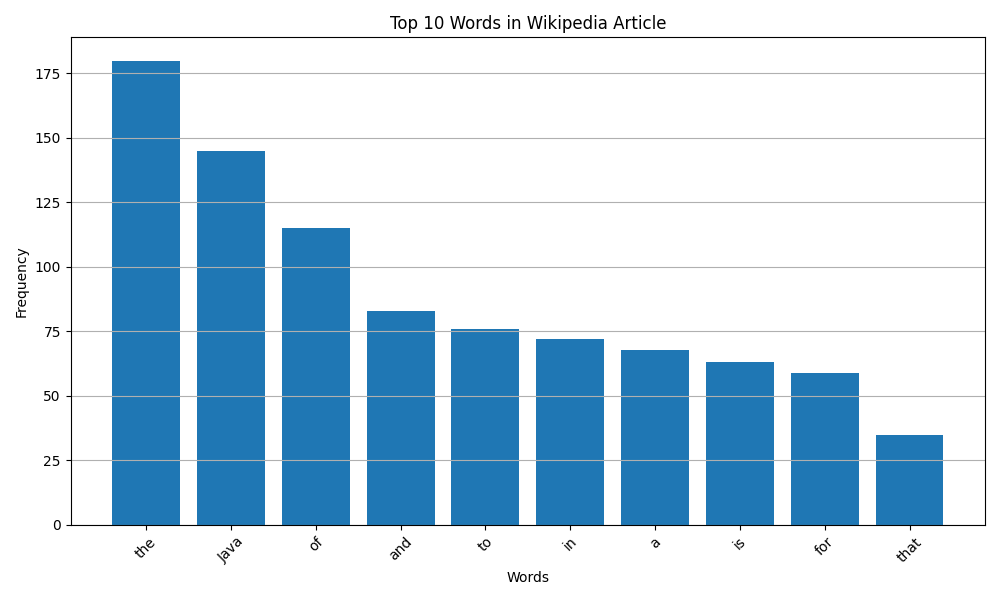 Top 10 Words in Wikipedia Article
Frequency
175
150
125
100
75
50
25
0
the
Java
of
and
to
in
a
is
for
that
Words